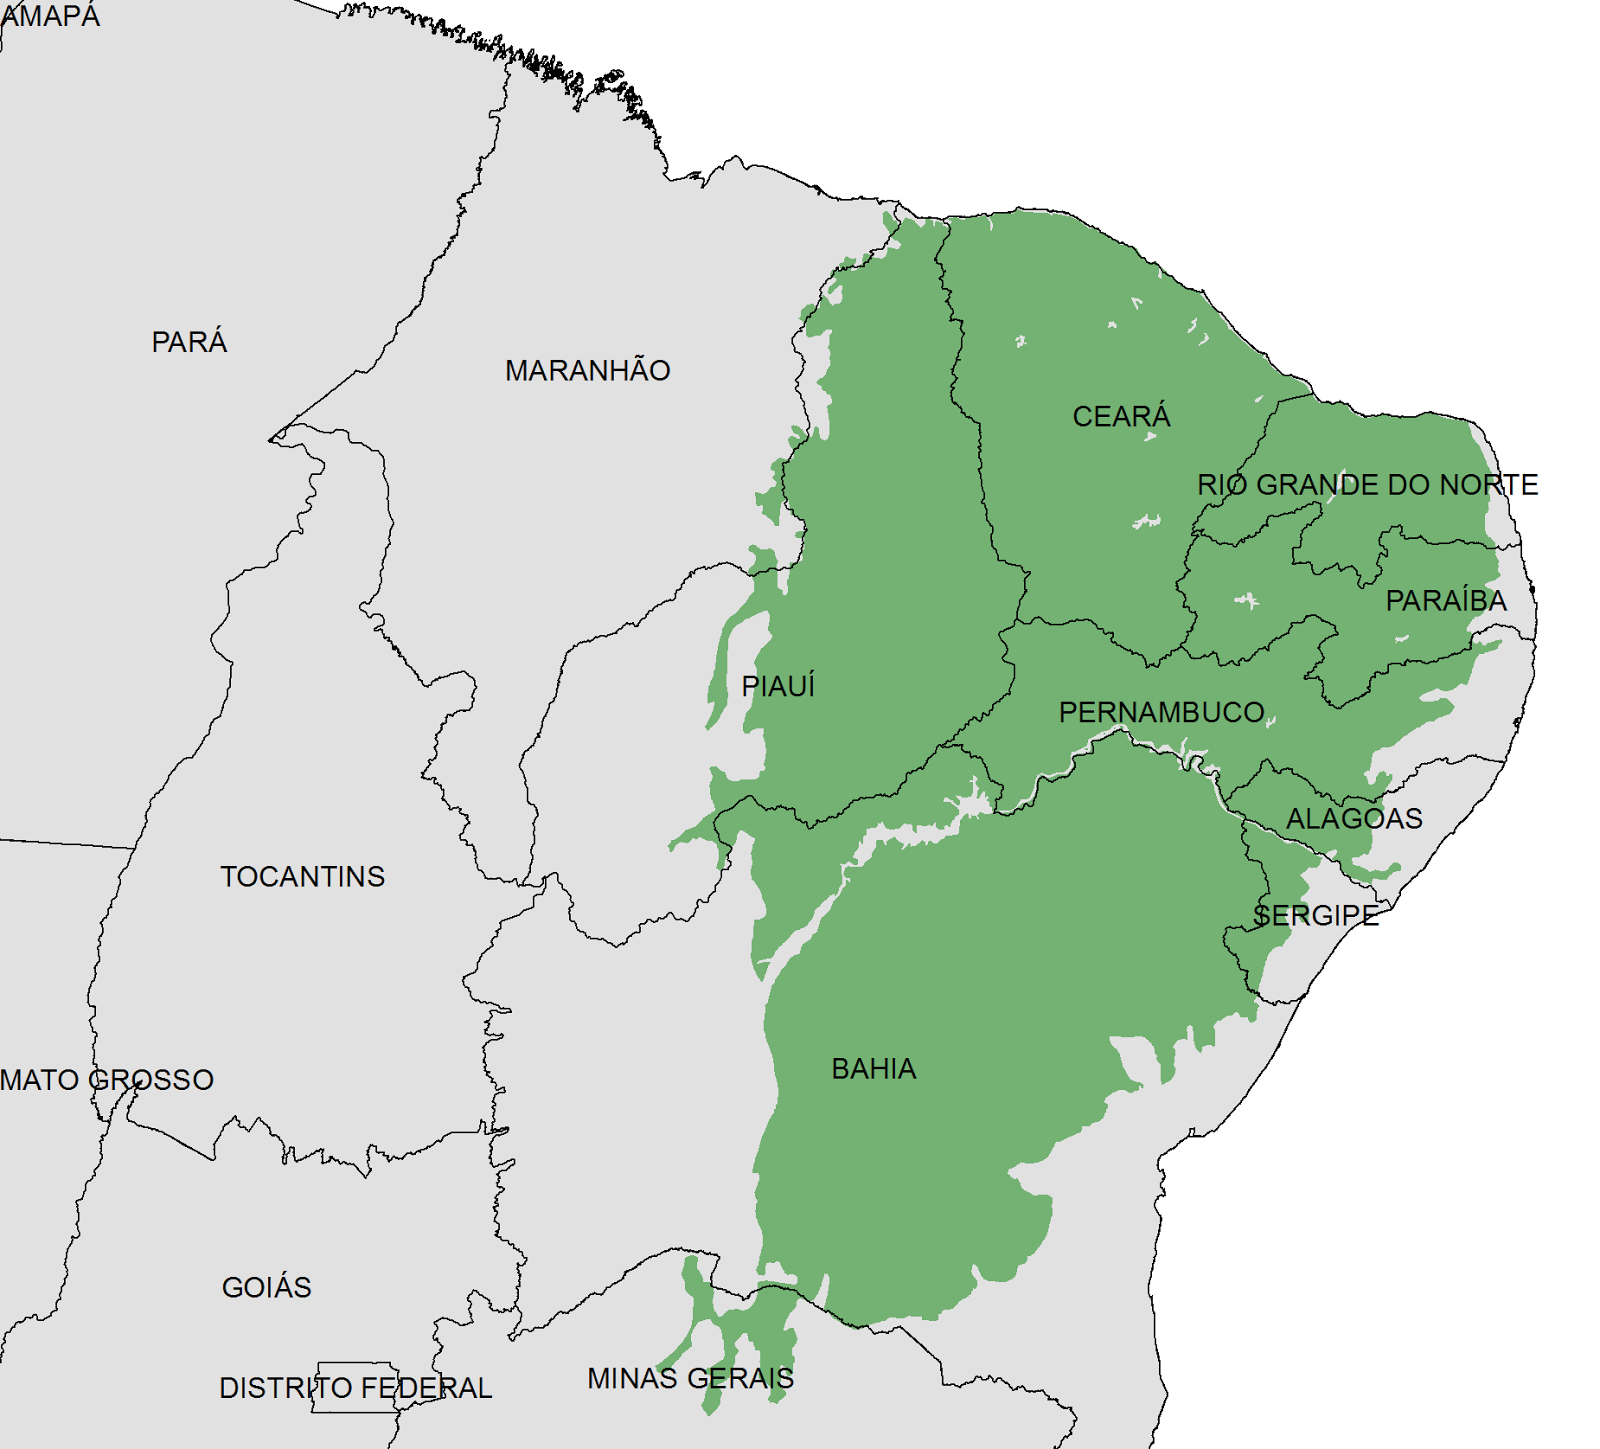 AMAPÁ
PARÁ
MARANHÃO
CEARÁ
RIO GRANDE DO NORTE
PARAÍBA
PIAUÍ
PERNAMBUCO
ALAGOAS
TOCANTINS
SERGIPE
BAHIA
MATO GROSSO
GOIÁS
MINAS GERAIS
DISTRITO FEDERAL